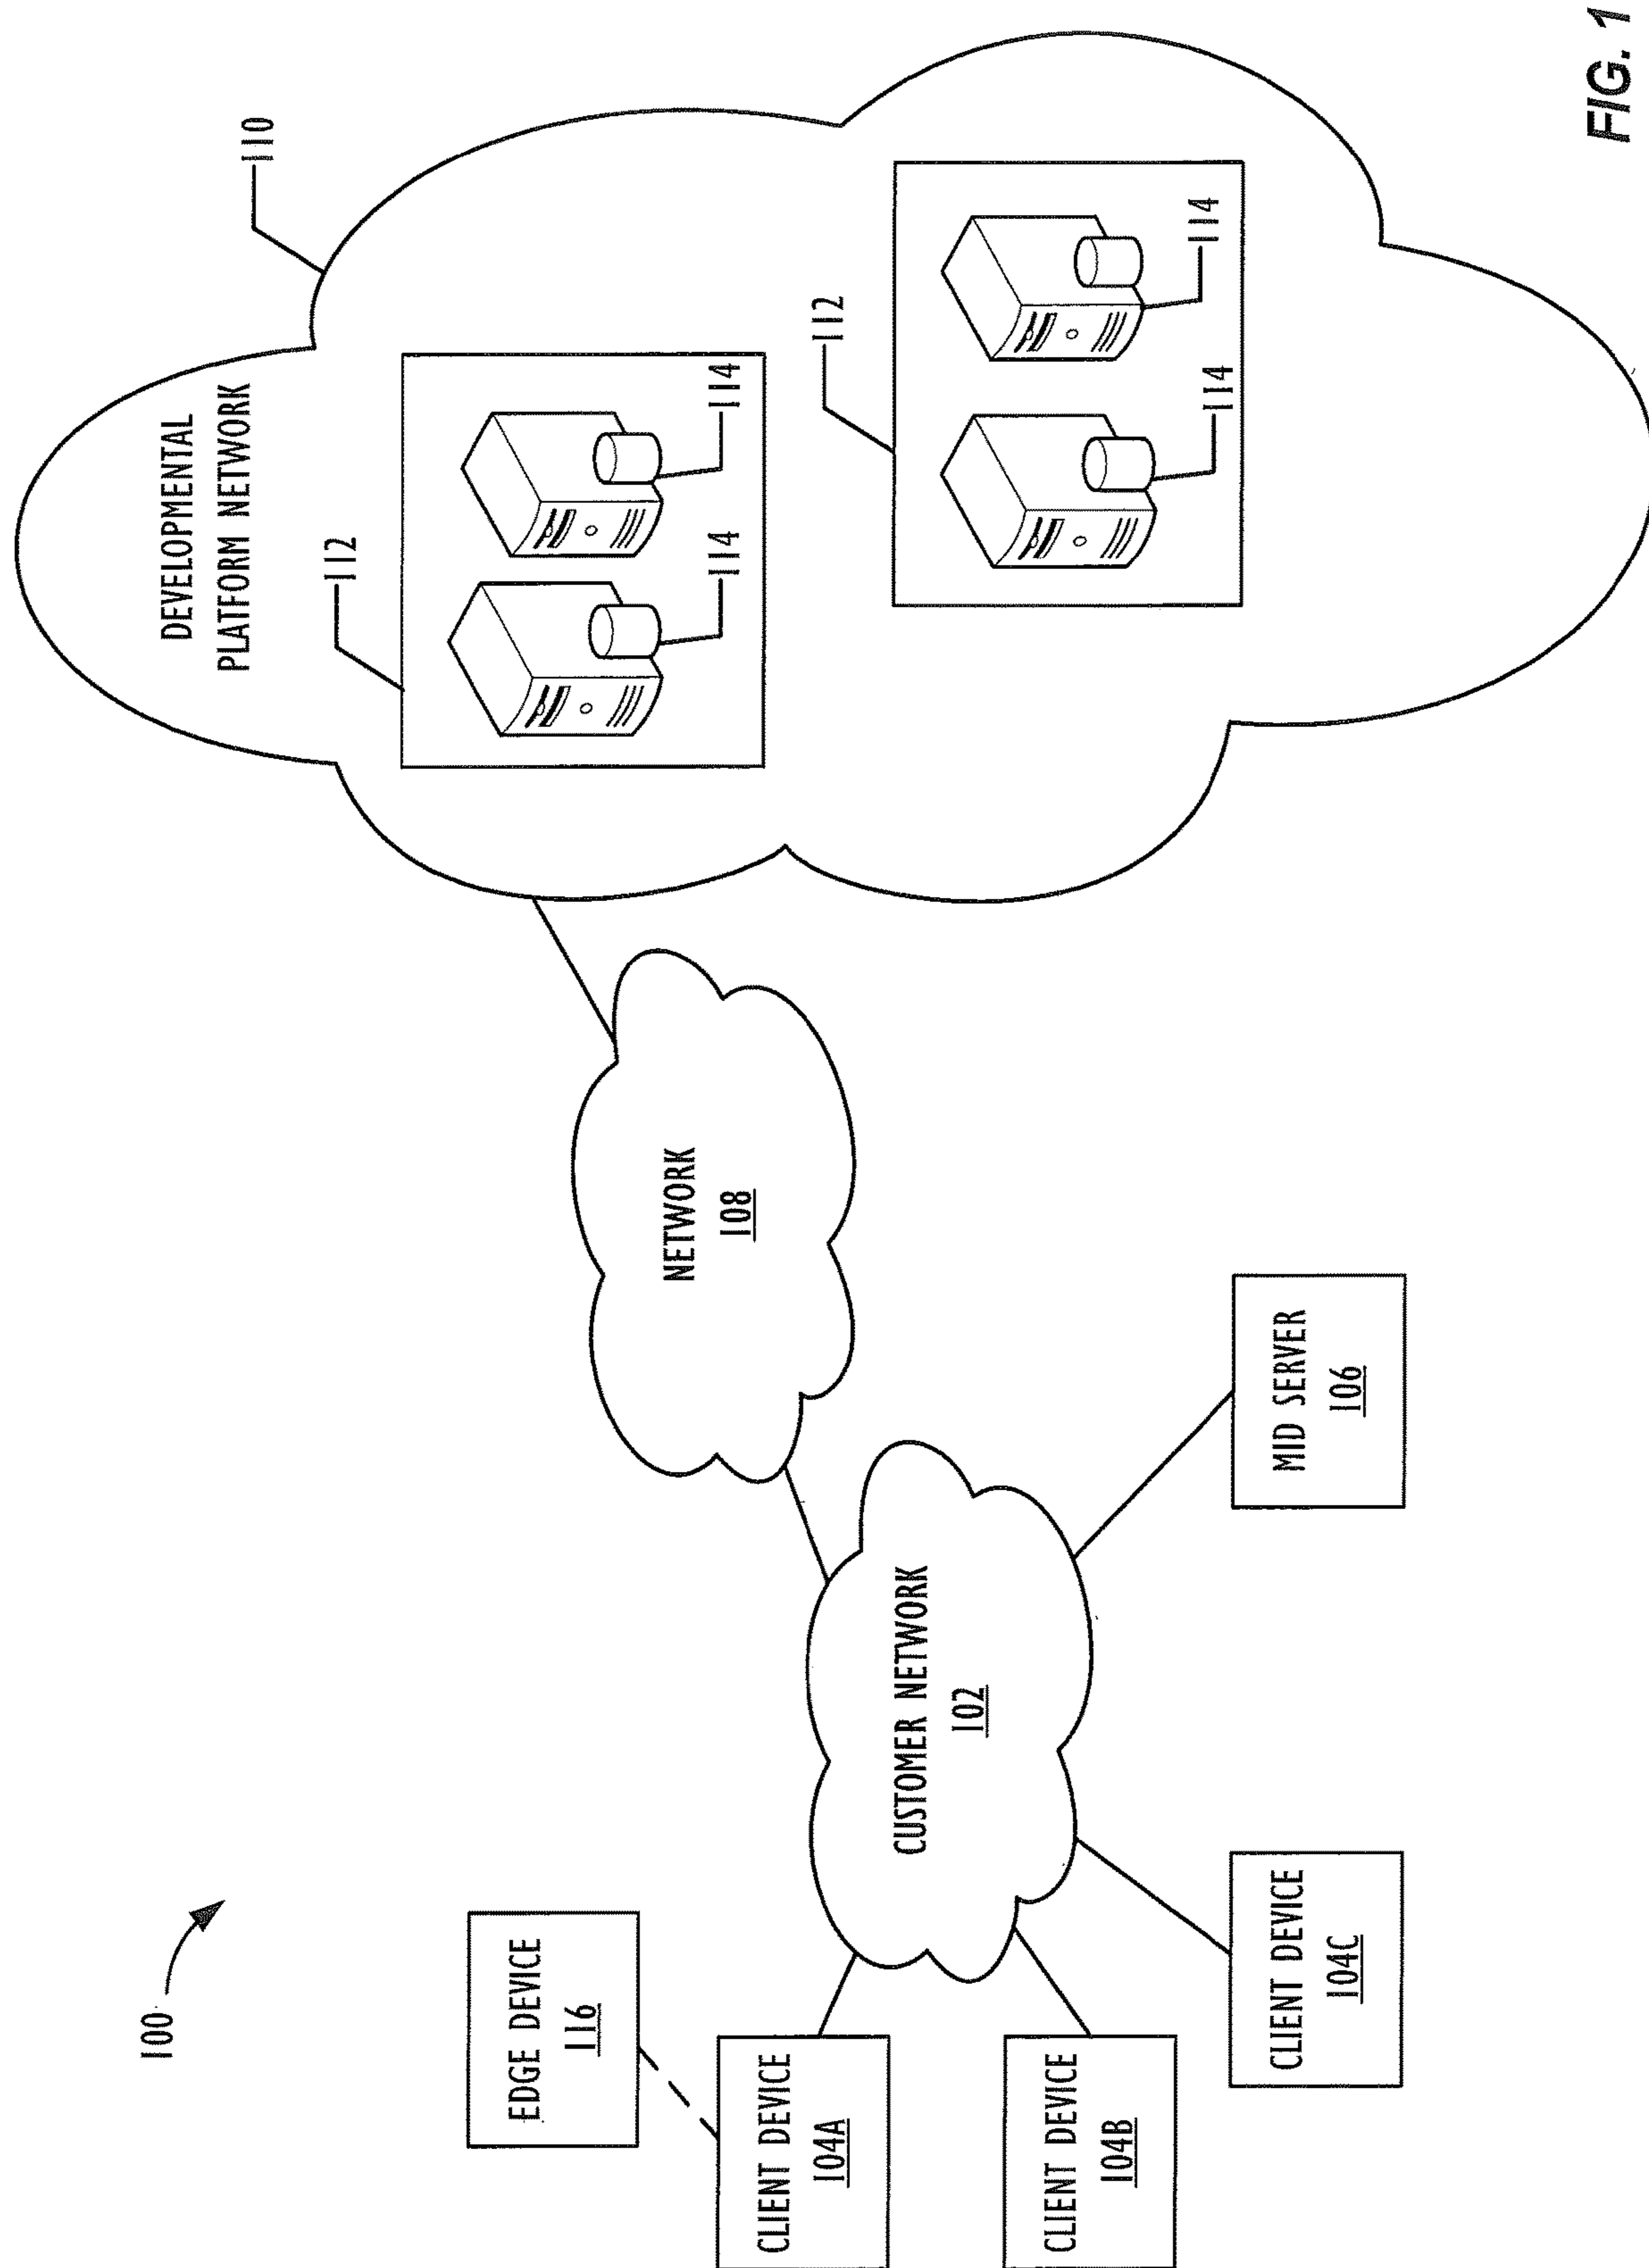 100
EDGE DEVICE
116
CLIENT DEVICE
104A
CLIENT DEVICE
104B
CLIENT DEVICE
104C
CUSTOMER NETWORK
102
MID SERVER
106
NETWORK
108
DEVELOPMENTAL
PLATFORM NETWORK
110
112
114
114
112
114
114
FIG. 1